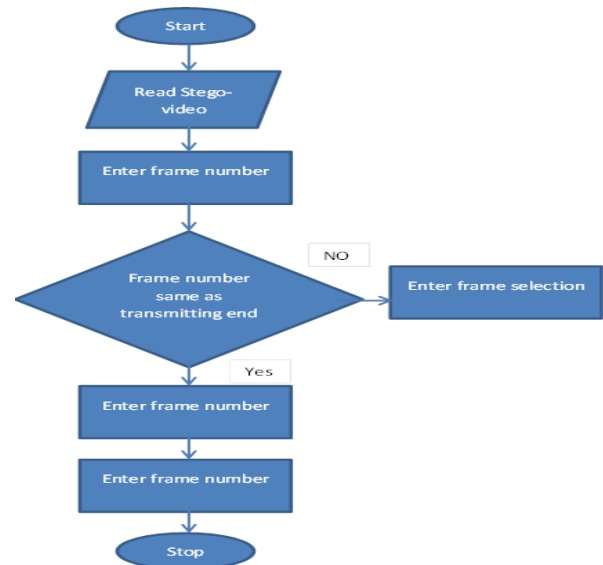 Start
Read Stego-
video
Enter frame number
Frame number
same as
transmitting end
NO
Enter frame selection
Yes
Enter frame number
Enter frame number
Stop